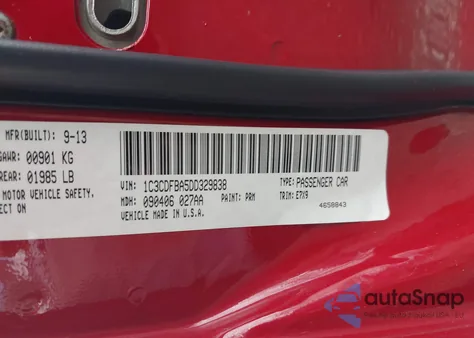 MFR(BUILT): 9-13
GAWR: 00901 KG
REAR: 01985 LB
MOTOR VEHICLE SAFETY.
ECT ON
VIN: 1C3CDFBA5DD329838 TYPE: PASSENGER CAR
MDH: 090406 027AA PAINT: PRM TRIM: E7X9
VEHICLE MADE IN U.S.A. 4658843
autoSnap